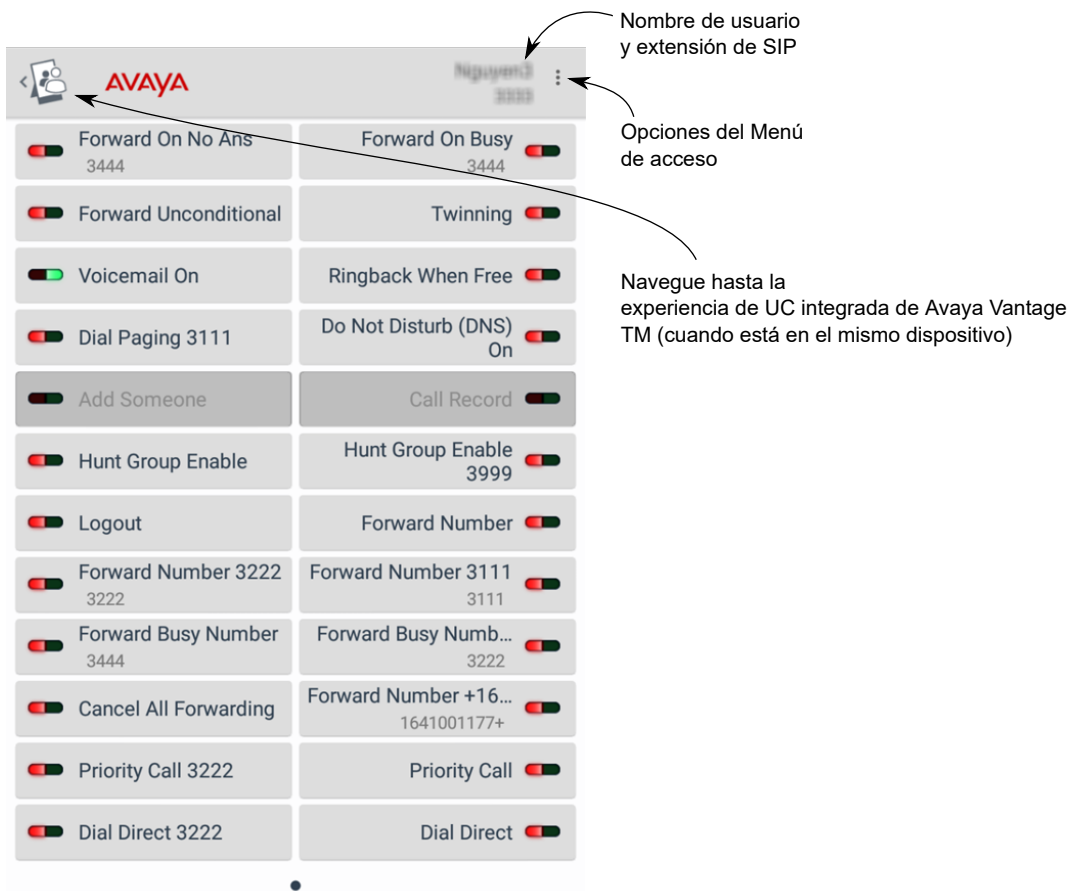 Nombre de usuario
y extensión de SIP
AVAYA
Opciones del Menú
de acceso
Forward On No Ans
3444
Forward On Busy
3444
Forward Unconditional
Twinning
Voicemail On
Ringback When Free
Navegue hasta la
experiencia de UC integrada de Avaya Vantage
TM (cuando está en el mismo dispositivo)
Dial Paging 3111
Do Not Disturb (DNS)
On
Add Someone
Call Record
Hunt Group Enable
Hunt Group Enable
3999
Logout
Forward Number
Forward Number 3222
3222
Forward Number 3111
3111
Forward Busy Number
3444
Forward Busy Numb...
3222
Cancel All Forwarding
Forward Number +16...
1641001177+
Priority Call 3222
Priority Call
Dial Direct 3222
Dial Direct